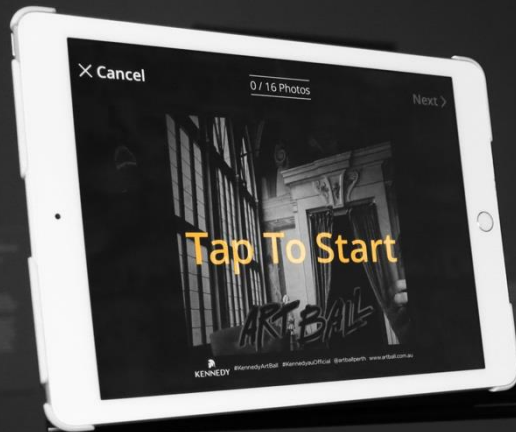 X Cancel
0 / 16 Photos
Next >
Tap To Start
ART BALL
KENNEDY #KennedyArtBall #KennedyauOfficial @artballperth www.artball.com.au